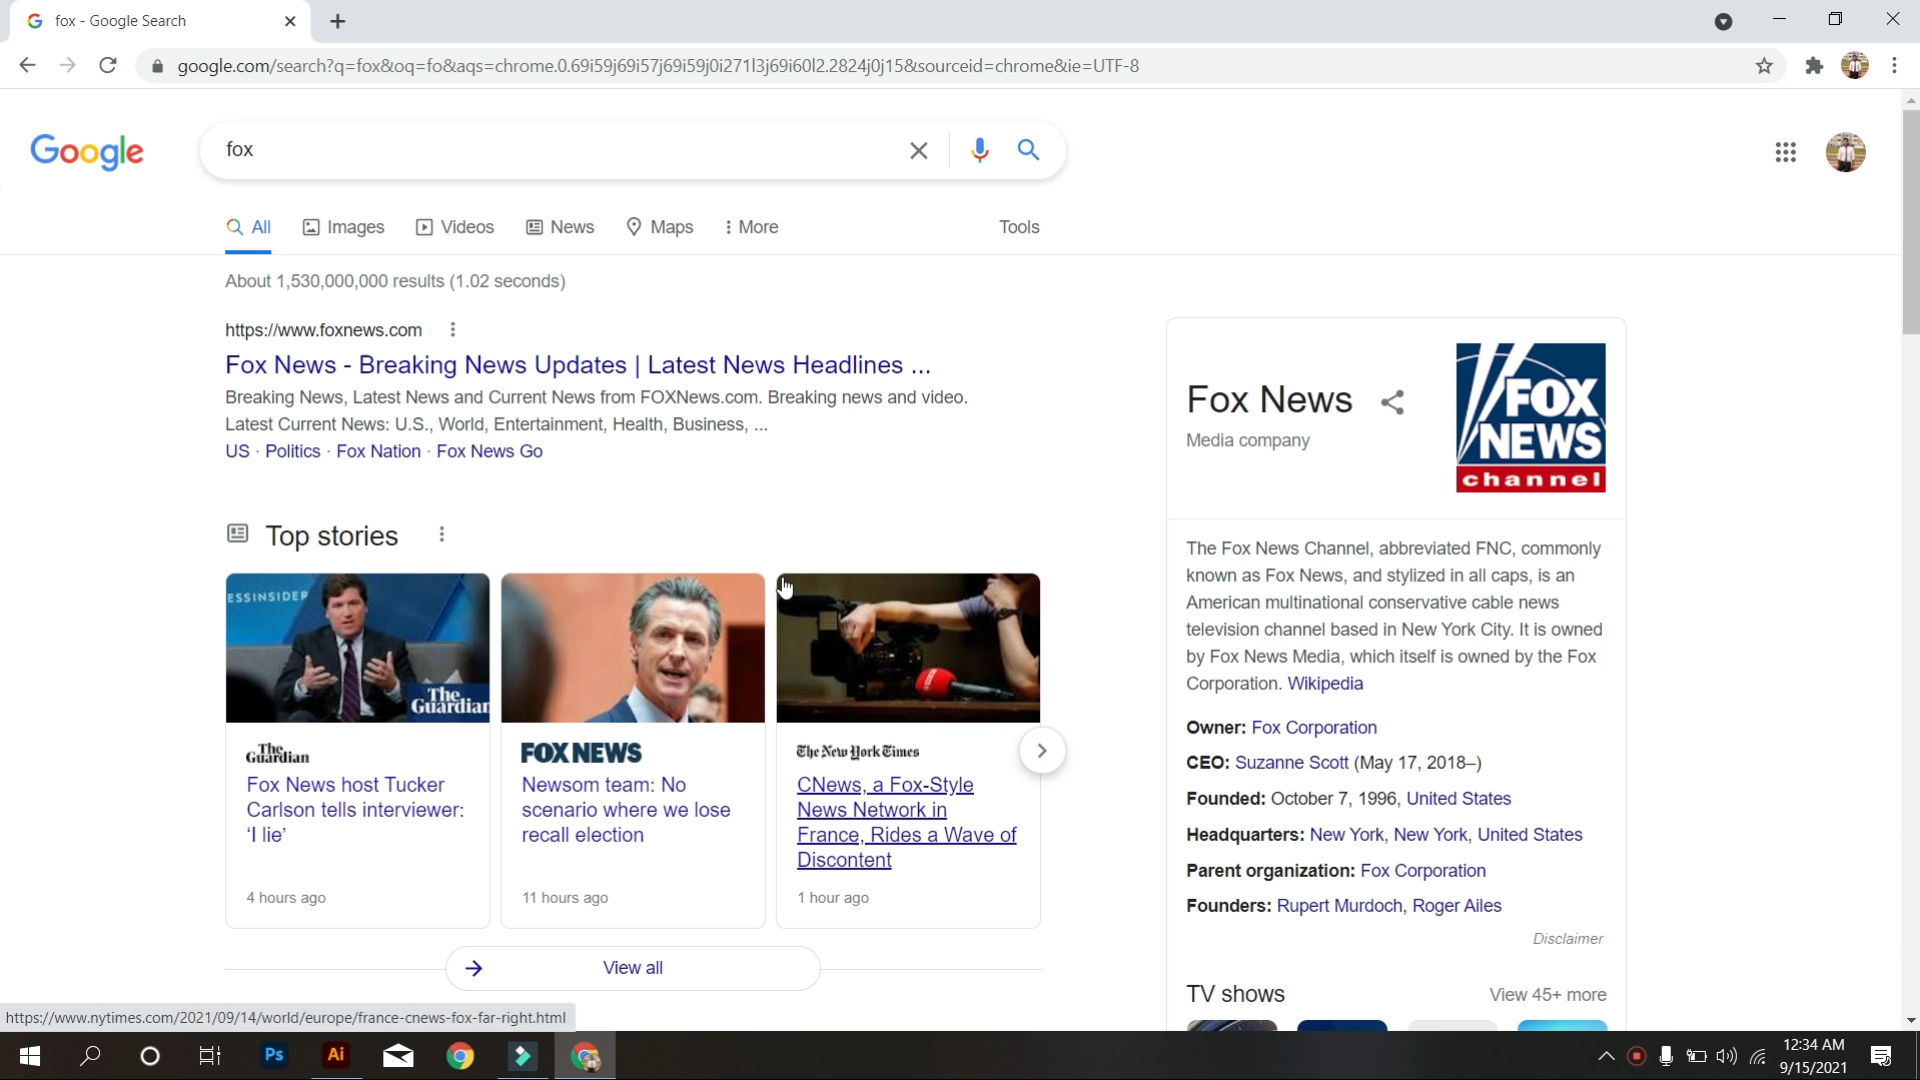 fox - Google Search
google.com/search?q=fox&oq=fo&aqs=chrome.0.69i59j69i57j69i59j0i271l3j69i60l2.2824j0j15&sourceid=chrome&ie=UTF-8
Google
fox
All
Images
Videos
News
Maps
More
Tools
About 1,530,000,000 results (1.02 seconds)
https://www.foxnews.com
Fox News - Breaking News Updates | Latest News Headlines ...
Breaking News, Latest News and Current News from FOXNews.com. Breaking news and video.
Latest Current News: U.S., World, Entertainment, Health, Business, ...
US · Politics · Fox Nation · Fox News Go
Top stories
ESSINSIDER
The
Guardian
The
Guardian
Fox News host Tucker
Carlson tells interviewer:
‘I lie’
4 hours ago
FOX NEWS
Newsom team: No
scenario where we lose
recall election
11 hours ago
The New York Times
CNews, a Fox-Style
News Network in
France, Rides a Wave of
Discontent
1 hour ago
View all
Fox News
Media company
FOX
NEWS
channel
The Fox News Channel, abbreviated FNC, commonly
known as Fox News, and stylized in all caps, is an
American multinational conservative cable news
television channel based in New York City. It is owned
by Fox News Media, which itself is owned by the Fox
Corporation. Wikipedia
Owner: Fox Corporation
CEO: Suzanne Scott (May 17, 2018–)
Founded: October 7, 1996, United States
Headquarters: New York, New York, United States
Parent organization: Fox Corporation
Founders: Rupert Murdoch, Roger Ailes
Disclaimer
TV shows
View 45+ more
https://www.nytimes.com/2021/09/14/world/europe/france-cnews-fox-far-right.html
Ps
Ai
12:34 AM
9/15/2021